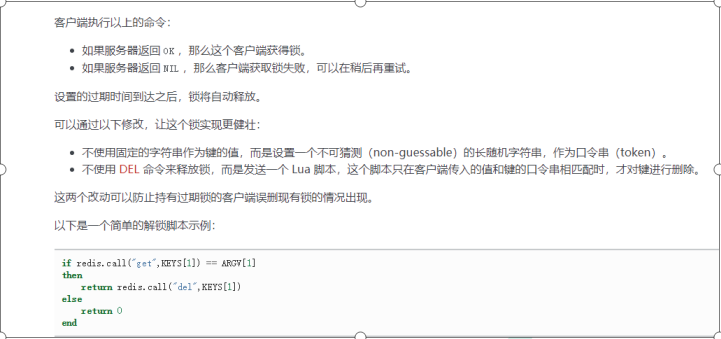 客户端执行以上的命令：
如果服务器返回 OK ，那么这个客户端获得锁。
如果服务器返回 NIL ，那么客户端获取锁失败，可以在稍后再重试。
设置的过期时间到达之后，锁将自动释放。
可以通过以下修改，让这个锁实现更健壮：
不使用固定的字符串作为键的值，而是设置一个不可猜测（non-guessable）的长随机字符串，作为口令串（token）。
不使用 DEL 命令来释放锁，而是发送一个 Lua 脚本，这个脚本只在客户端传入的值和键的口令串相匹配时，才对键进行删除。
这两个改动可以防止持有过期锁的客户端误删现有锁的情况出现。
以下是一个简单的解锁脚本示例：
if redis.call("get",KEYS[1]) == ARGV[1]
then
    return redis.call("del",KEYS[1])
else
    return 0
end